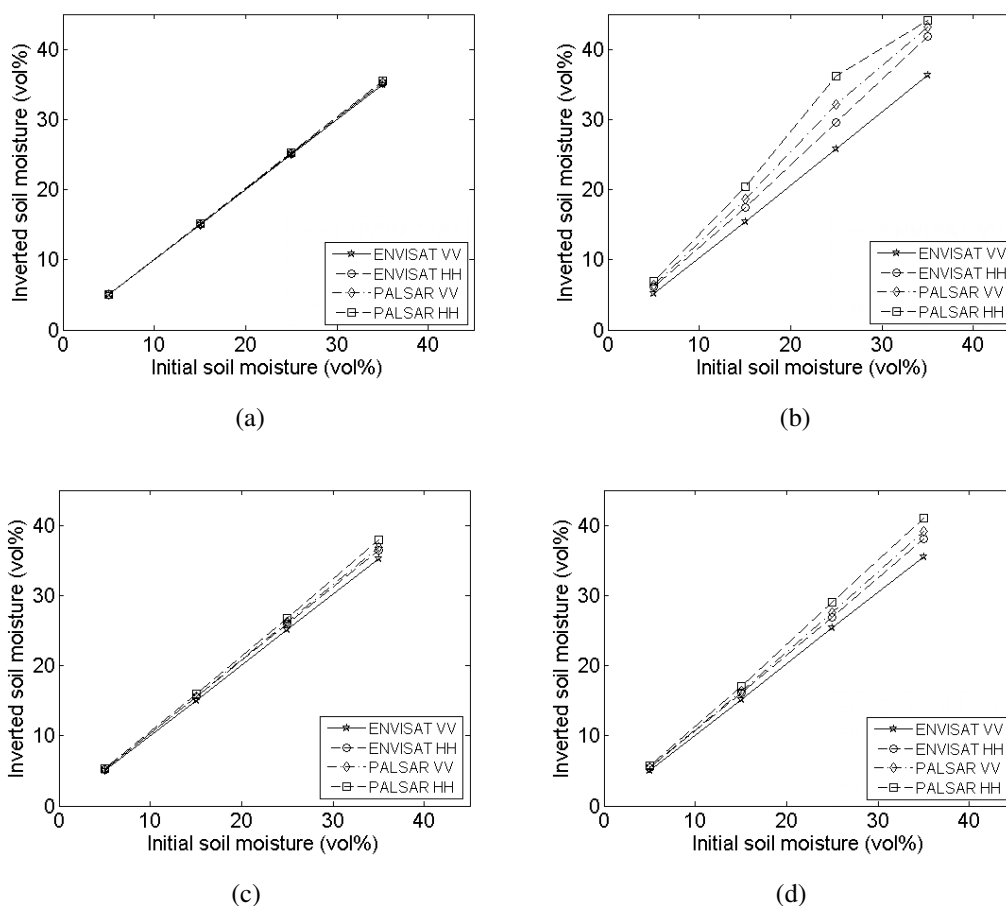 Inverted soil moisture (vol%)
40
30
20
10
0
0 10 20 30 40
Initial soil moisture (vol%)
ENVISAT VV
ENVISAT HH
PALSAR VV
PALSAR HH
(a)
Inverted soil moisture (vol%)
40
30
20
10
0
0 10 20 30 40
Initial soil moisture (vol%)
ENVISAT VV
ENVISAT HH
PALSAR VV
PALSAR HH
(b)
Inverted soil moisture (vol%)
40
30
20
10
0
0 10 20 30 40
Initial soil moisture (vol%)
ENVISAT VV
ENVISAT HH
PALSAR VV
PALSAR HH
(c)
Inverted soil moisture (vol%)
40
30
20
10
0
0 10 20 30 40
Initial soil moisture (vol%)
ENVISAT VV
ENVISAT HH
PALSAR VV
PALSAR HH
(d)